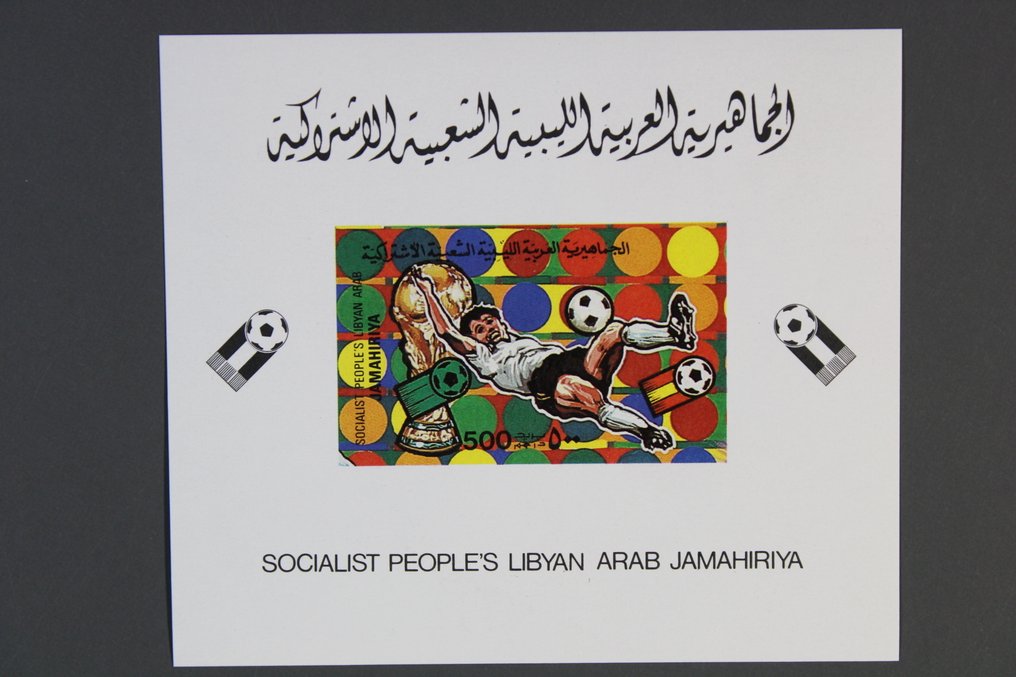 الجماهيرية العربية الليبية الشعبية الاشتراكية
الجماهيرية العربية الليبية الشعبية الاشتراكية
SOCIALIST PEOPLE'S LIBYAN ARAB
JAMAHIRIYA
500 ٥٠٠
SOCIALIST PEOPLE'S LIBYAN ARAB JAMAHIRIYA